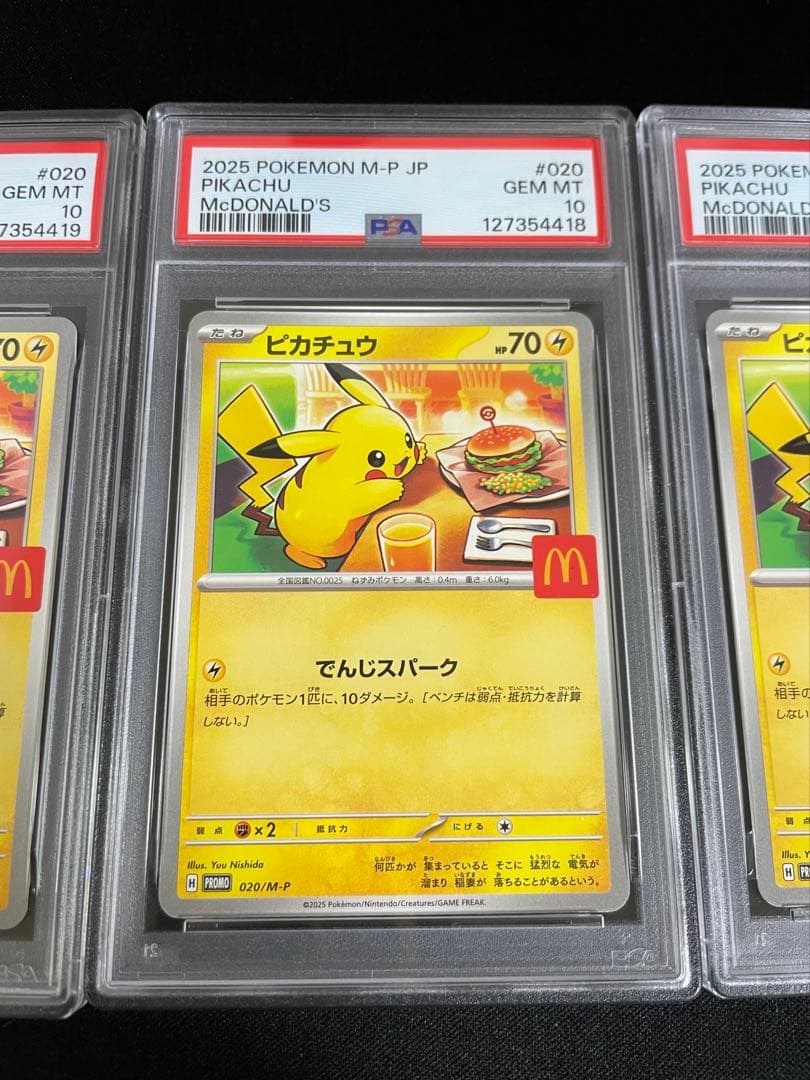 #020
GEM MT
10
7354419
2025 POKEMON M-P JP #020
PIKACHU GEM MT
McDONALD'S 10
PSA 127354418
2025 POKEM
PIKACHU
McDONALD'S
70
たね ピカチュウ HP70
全国図鑑NO.0025 ねずみポケモン 高さ:0.4m 重さ:6.0kg
M
でんじスパーク
相手のポケモン1匹に、10ダメージ。[ベンチは弱点・抵抗力を計算
しない。]
弱点 ×2 抵抗力 にげる
Illus. Yuu Nishida
何匹かが 集まっていると そこに 猛烈な 電気が
溜まり 稲妻が 落ちることがあるという。
H PROMO 020/M-P
©2025 Pokémon/Nintendo/Creatures/GAME FREAK.
たね ピ
相手の
しない
弱点
Illus. Yuu
H